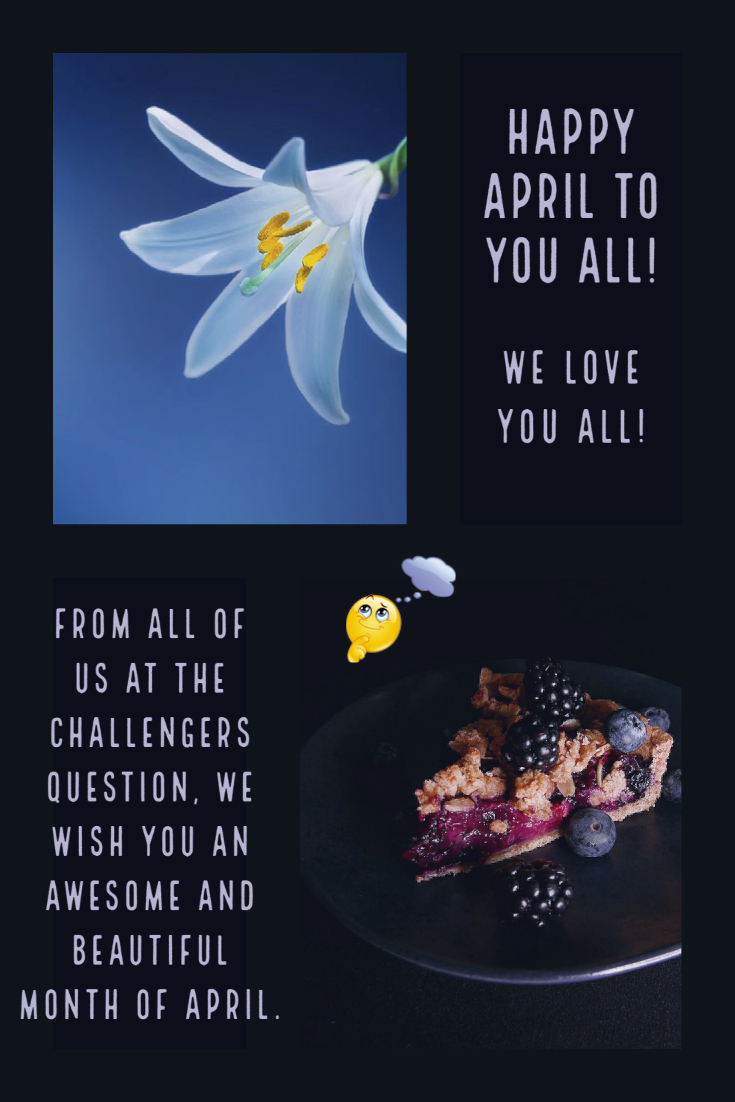 HAPPY
APRIL TO
YOU ALL!
WE LOVE
YOU ALL!
FROM ALL OF
US AT THE
CHALLENGERS
QUESTION, WE
WISH YOU AN
AWESOME AND
BEAUTIFUL
MONTH OF APRIL.